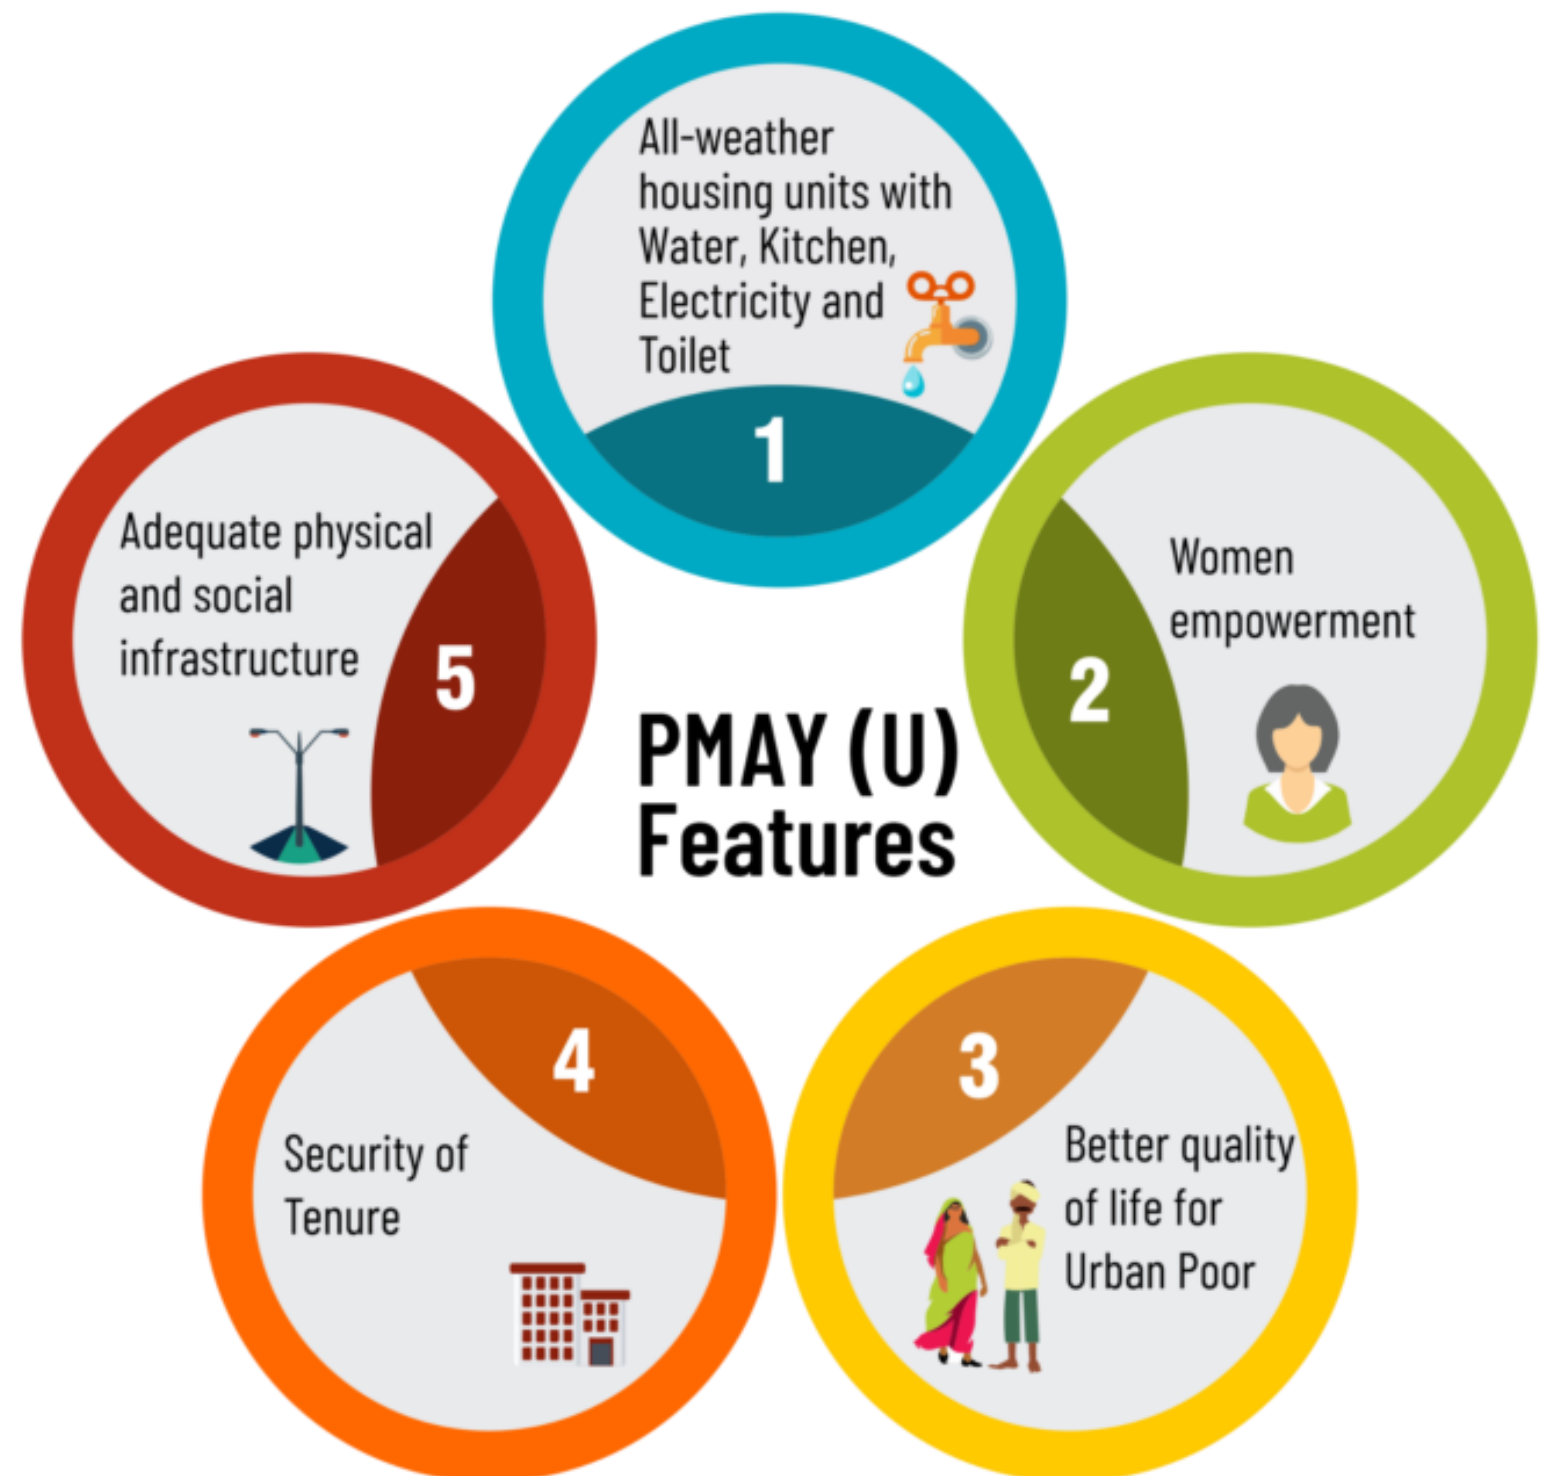 All-weather
housing units with
Water, Kitchen,
Electricity and
Toilet
1
Women
empowerment
2
3
Better quality
of life for
Urban Poor
4
Security of
Tenure
Adequate physical
and social
infrastructure
5
PMAY (U)
Features